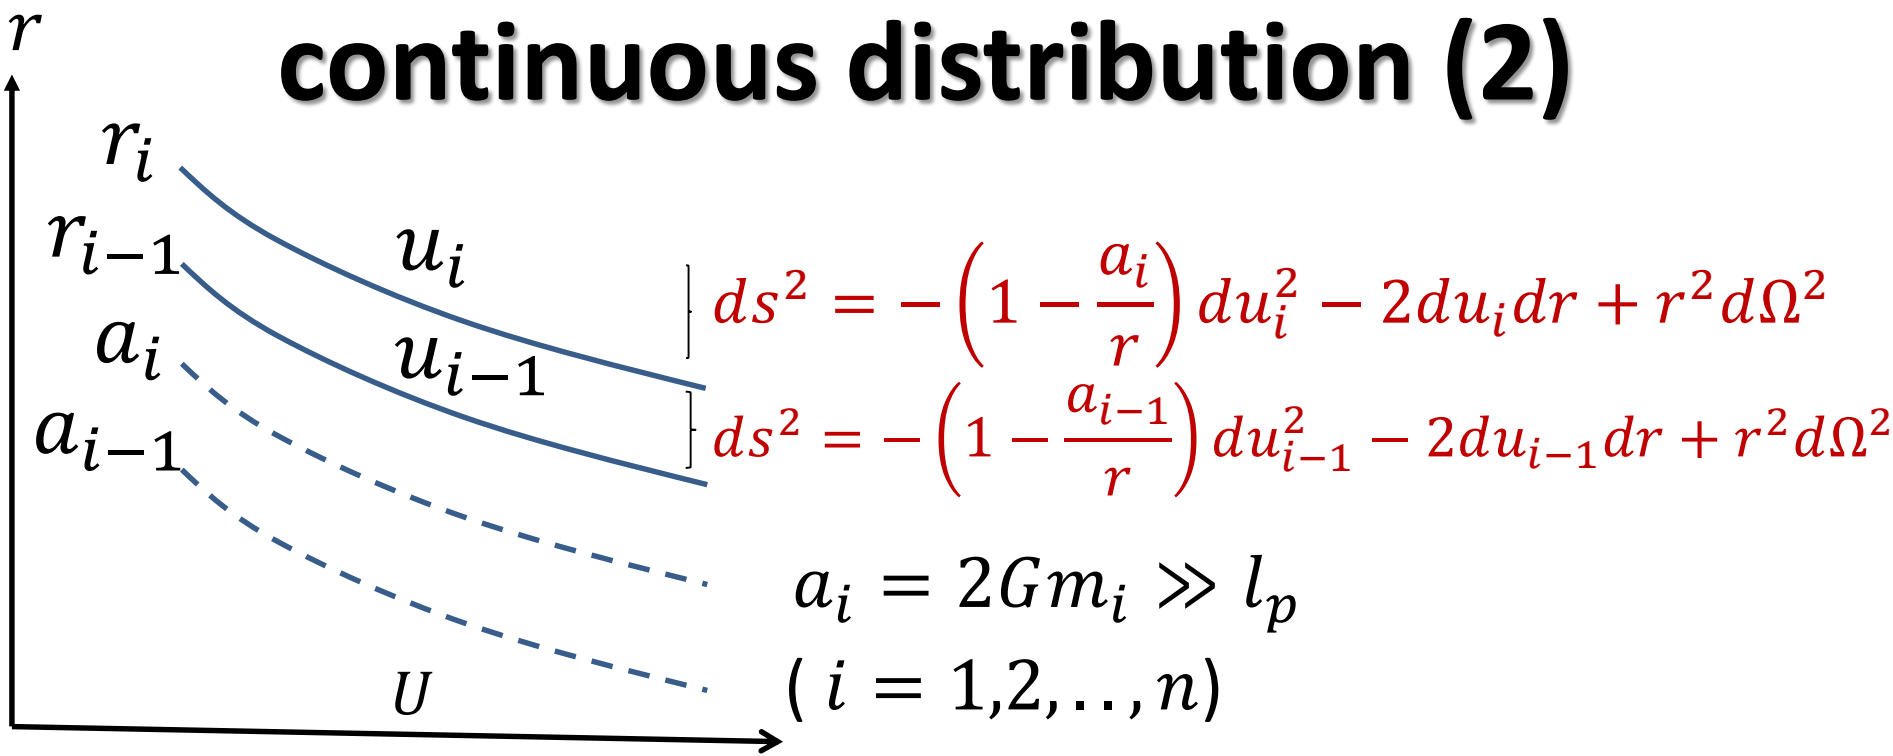 r
continuous distribution (2)
r_i
r_{i−1}
u_i
a_i
u_{i−1}
a_{i−1}
ds² = −(1 − a_i/r) du_i² − 2du_i dr + r²dΩ²
ds² = −(1 − a_{i−1}/r) du_{i−1}² − 2du_{i−1}dr + r²dΩ²
a_i = 2Gm_i ≫ l_p
( i = 1,2, . . , n)
U